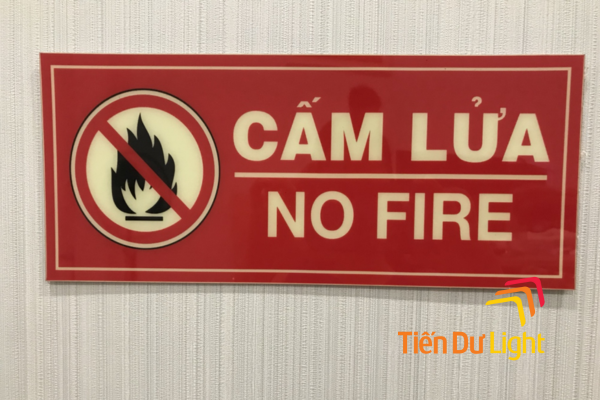 CẤM LỬA
NO FIRE
Tiến Dư Light